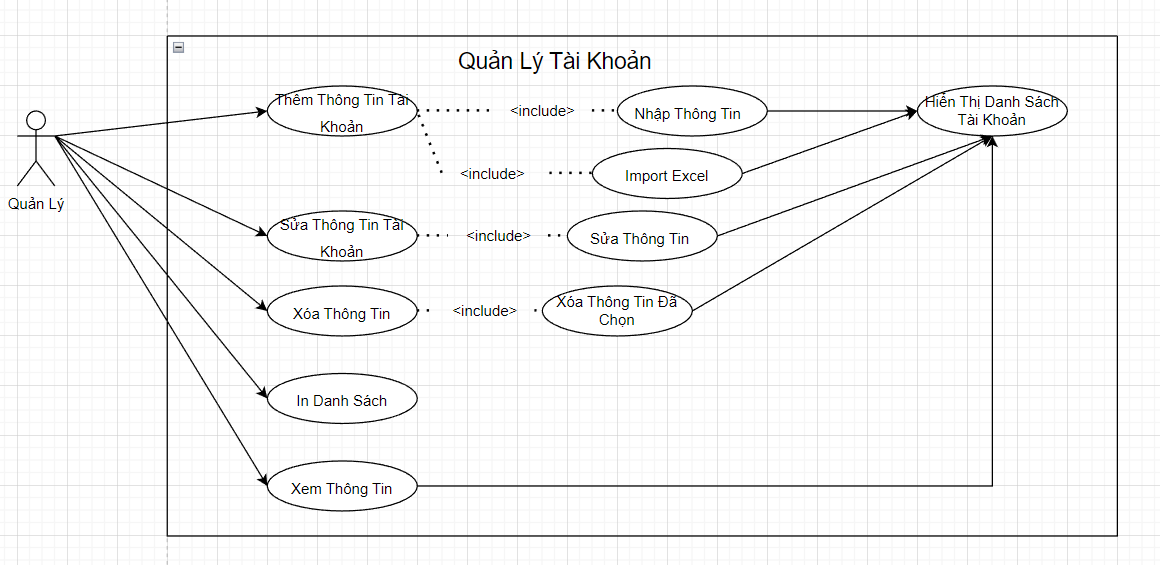 Quản Lý Tài Khoản
Thêm Thông Tin Tài
Khoản
<include>
Nhập Thông Tin
Hiển Thị Danh Sách
Tài Khoản
<include>
Import Excel
Quản Lý
Sửa Thông Tin Tài
Khoản
<include>
Sửa Thông Tin
Xóa Thông Tin
<include>
Xóa Thông Tin Đã
Chọn
In Danh Sách
Xem Thông Tin